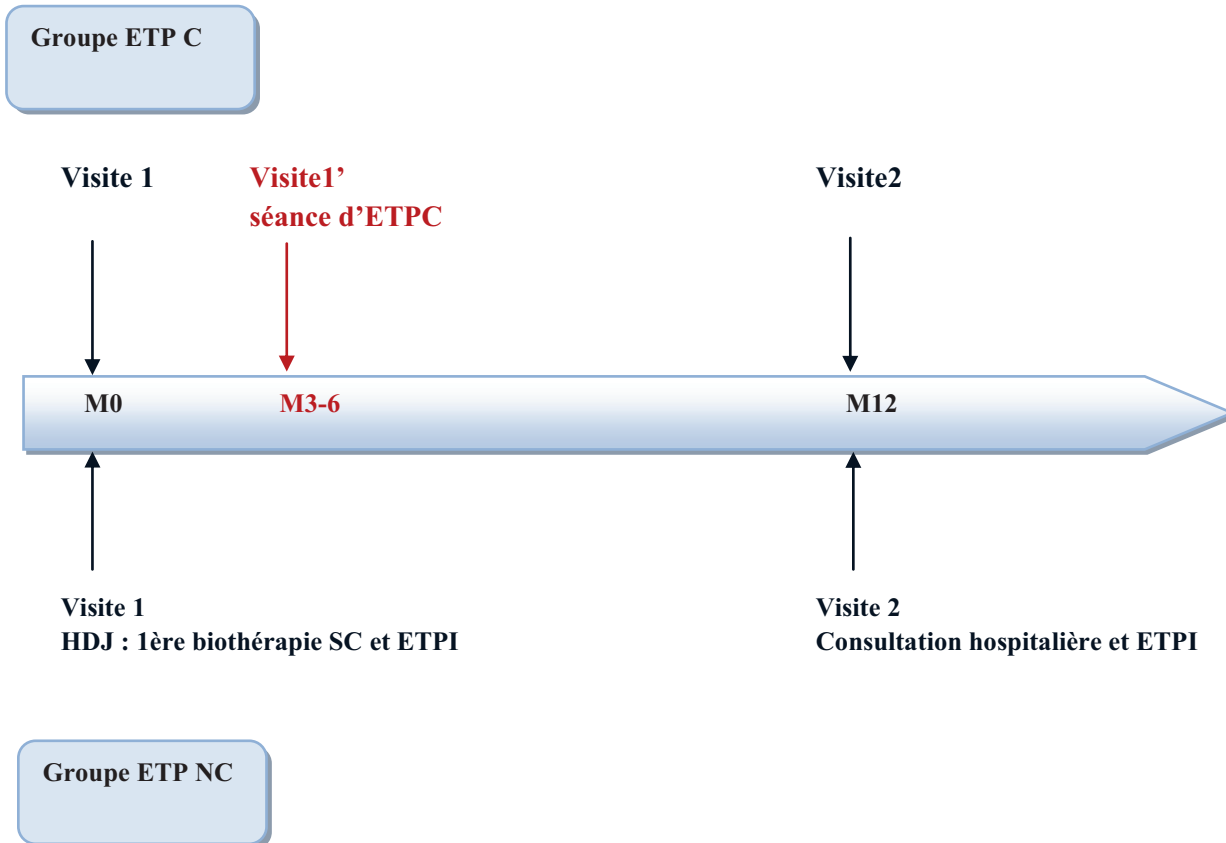 Groupe ETP C
Visite 1
Visite1’
séance d’ETPC
Visite2
M0
M3-6
M12
Visite 1
HDJ : 1ère biothérapie SC et ETPI
Visite 2
Consultation hospitalière et ETPI
Groupe ETP NC